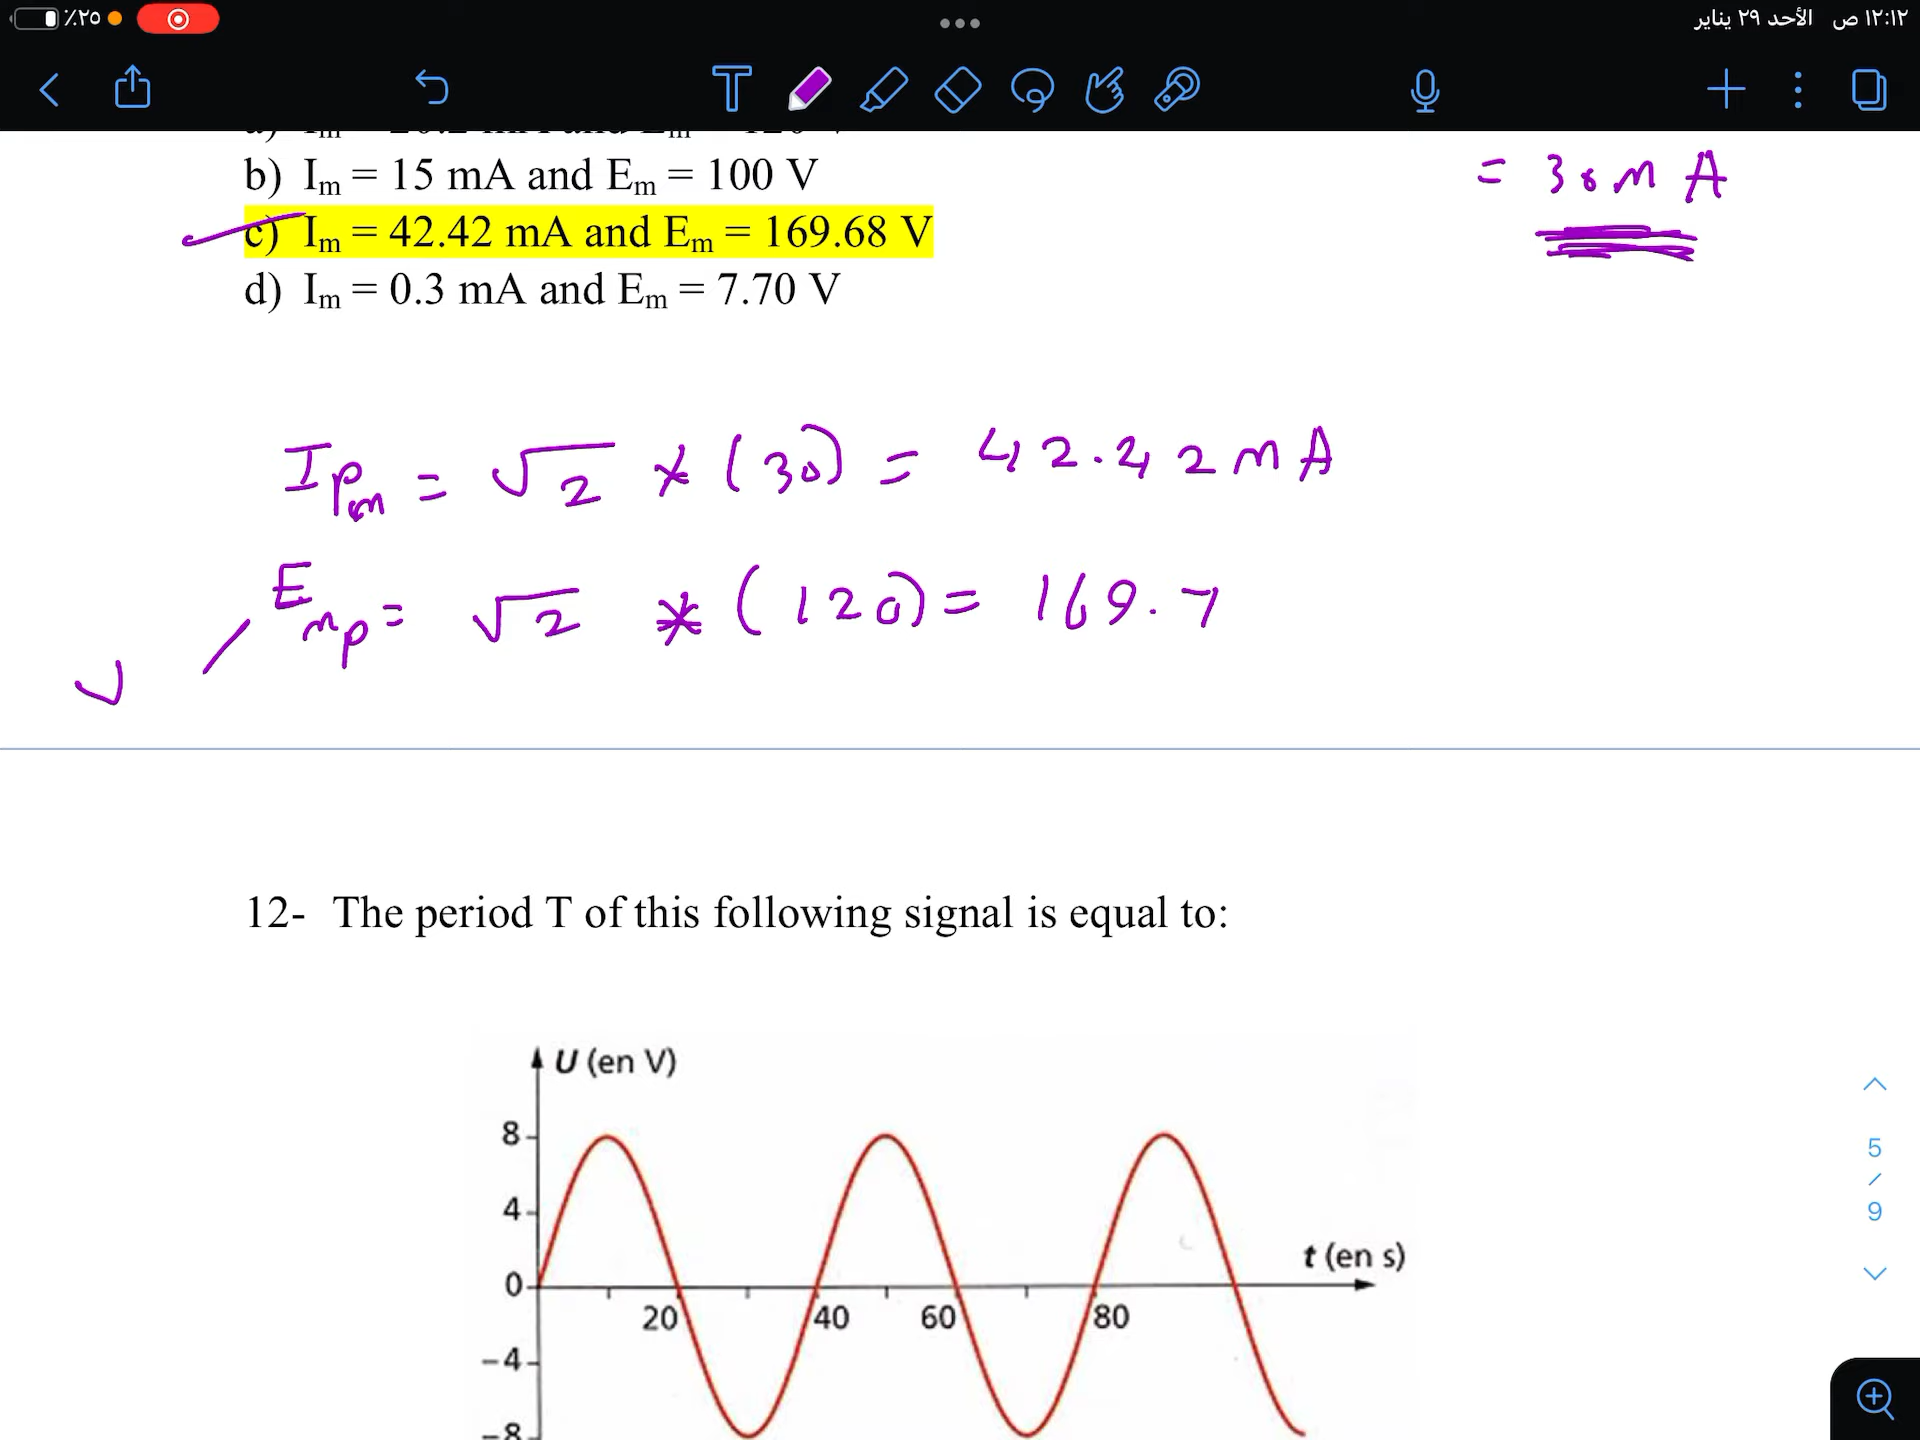 ٪٢٥
١٢:١٢ ص الأحد ٢٩ يناير
b) Im = 15 mA and Em = 100 V
= 30 m A
c) Im = 42.42 mA and Em = 169.68 V
d) Im = 0.3 mA and Em = 7.70 V
Ipm = √2 * (30) = 42.42 m A
Emp = √2 * (120) = 169.7
12- The period T of this following signal is equal to:
U (en V)
8
4
0
-4
-8
t (en s)
20 40 60 80
5
/
9